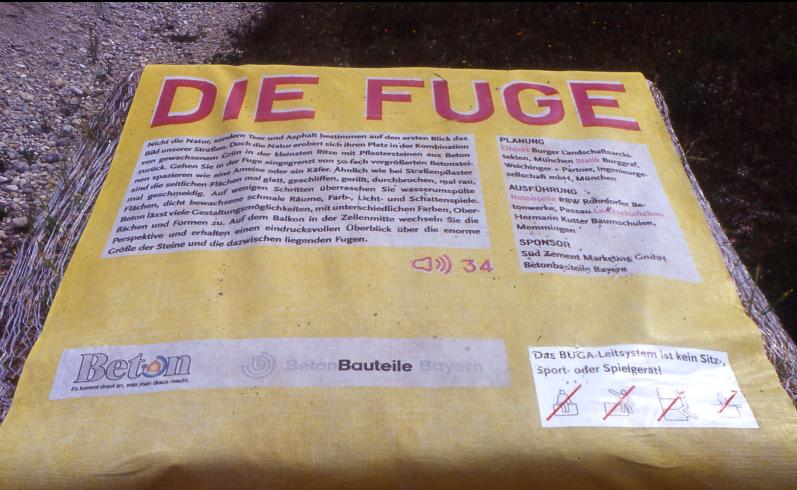 DIE FUGE
Nicht die Natur, sondern Teer und Asphalt bestimmen auf den ersten Blick das
Bild unserer Straßen. Doch die Natur erobert sich ihren Platz in der Kombination
von gewachsenem Grün in der kleinsten Ritze mit Pflastersteinen aus Beton
zurück. Gehen Sie in der Fuge eingegrenzt von 50-fach vergrößerten Betonstei-
nen spazieren wie eine Ameise oder ein Käfer. Ähnlich wie bei Straßenpflaster
sind die seitlichen Flächen mal glatt, geschliffen, gerillt, durchbrochen, mal rau,
mal geschmeidig. Auf wenigen Schritten überraschen Sie wasserumspülte
Flächen, dicht bewachsene schmale Räume, Farb-, Licht- und Schattenspiele.
Beton lässt viele Gestaltungsmöglichkeiten, mit unterschiedlichen Farben, Ober-
flächen und Formen zu. Auf dem Balkon in der Zellenmitte wechseln Sie die
Perspektive und erhalten einen eindrucksvollen Überblick über die enorme
Größe der Steine und die dazwischen liegenden Fugen.
34
PLANUNG
Objekt Burger Landschaftsarchi-
tekten, München Statik Burggraf,
Weichinger + Partner, Ingenieurge-
sellschaft mbH, München
AUSFÜHRUNG
Betonteile RBW Rohrdorfer Be-
tonwerke, Passau, Landschaftsbau
Hermann Kutter Baumschulen,
Memmingen
SPONSOR
Süd Zement Marketing GmbH
Betonbauteile Bayern
Beton
Es kommt drauf an, was man draus macht.
BetonBauteile Bayern
Das BUGA-Leitsystem ist kein Sitz-,
Sport- oder Spielgerät!